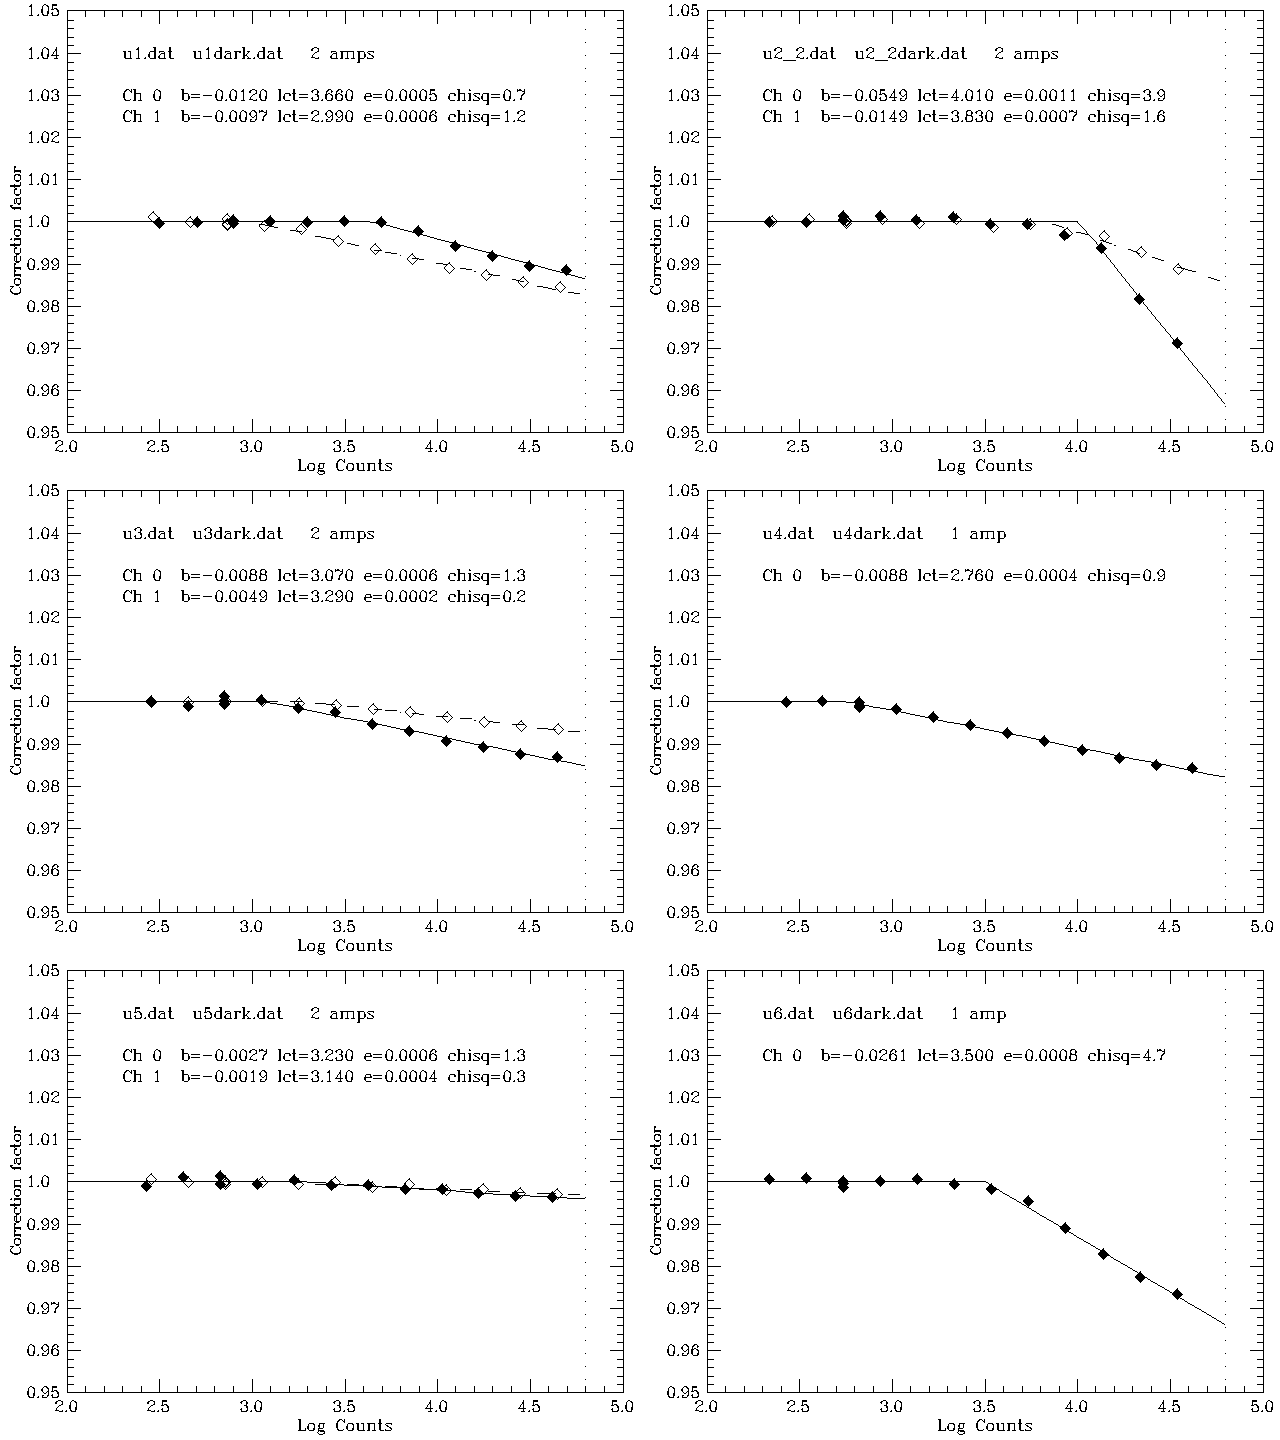 u1.dat u1dark.dat 2 amps
Ch 0 b=-0.0120 lct=3.660 e=0.0005 chisq=0.7
Ch 1 b=-0.0097 lct=2.990 e=0.0006 chisq=1.2
1.05
1.04
1.03
1.02
1.01
1.0
0.99
0.98
0.97
0.96
0.95
Correction factor
2.0 2.5 3.0 3.5 4.0 4.5 5.0
Log Counts
u2_2.dat u2_2dark.dat 2 amps
Ch 0 b=-0.0549 lct=4.010 e=0.0011 chisq=3.9
Ch 1 b=-0.0149 lct=3.830 e=0.0007 chisq=1.6
1.05
1.04
1.03
1.02
1.01
1.0
0.99
0.98
0.97
0.96
0.95
Correction factor
2.0 2.5 3.0 3.5 4.0 4.5 5.0
Log Counts
u3.dat u3dark.dat 2 amps
Ch 0 b=-0.0088 lct=3.070 e=0.0006 chisq=1.3
Ch 1 b=-0.0049 lct=3.290 e=0.0002 chisq=0.2
1.05
1.04
1.03
1.02
1.01
1.0
0.99
0.98
0.97
0.96
0.95
Correction factor
2.0 2.5 3.0 3.5 4.0 4.5 5.0
Log Counts
u4.dat u4dark.dat 1 amp
Ch 0 b=-0.0088 lct=2.760 e=0.0004 chisq=0.9
1.05
1.04
1.03
1.02
1.01
1.0
0.99
0.98
0.97
0.96
0.95
Correction factor
2.0 2.5 3.0 3.5 4.0 4.5 5.0
Log Counts
u5.dat u5dark.dat 2 amps
Ch 0 b=-0.0027 lct=3.230 e=0.0006 chisq=1.3
Ch 1 b=-0.0019 lct=3.140 e=0.0004 chisq=0.3
1.05
1.04
1.03
1.02
1.01
1.0
0.99
0.98
0.97
0.96
0.95
Correction factor
2.0 2.5 3.0 3.5 4.0 4.5 5.0
Log Counts
u6.dat u6dark.dat 1 amp
Ch 0 b=-0.0261 lct=3.500 e=0.0008 chisq=4.7
1.05
1.04
1.03
1.02
1.01
1.0
0.99
0.98
0.97
0.96
0.95
Correction factor
2.0 2.5 3.0 3.5 4.0 4.5 5.0
Log Counts